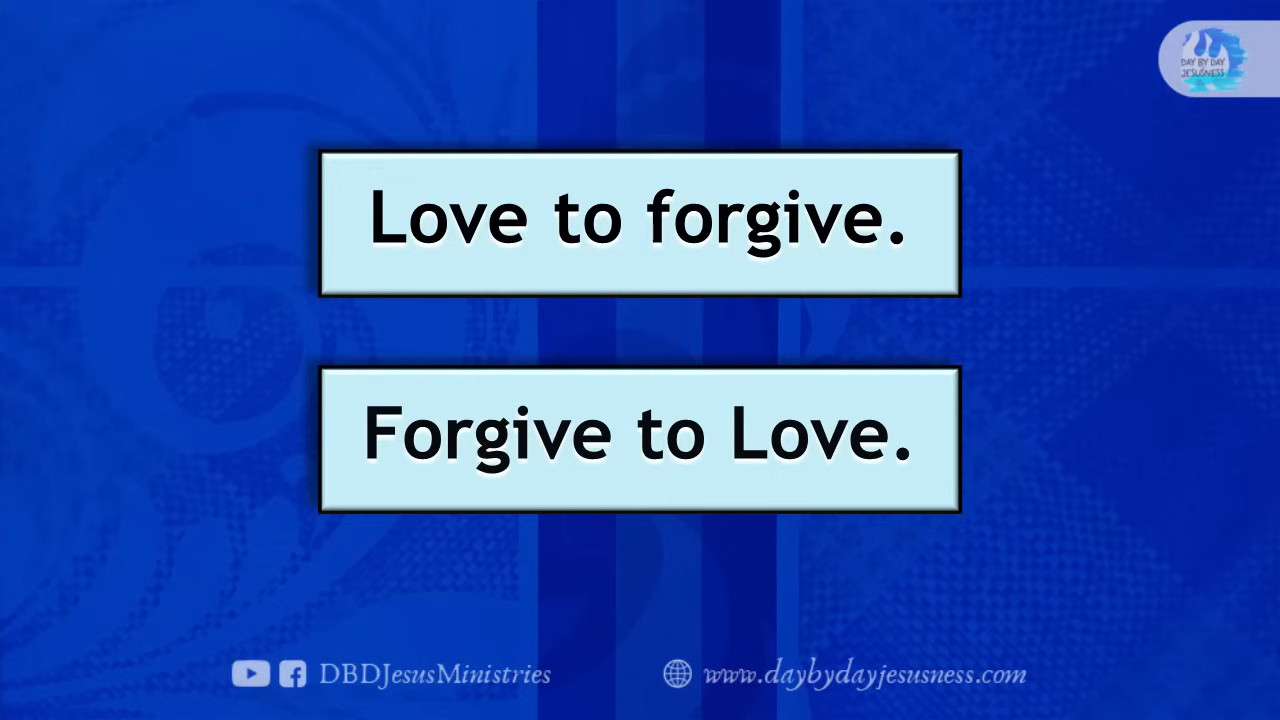 DAY BY DAY
JESUSNESS
Love to forgive.
Forgive to Love.
DBDJesusMinistries
www.daybydayjesusness.com